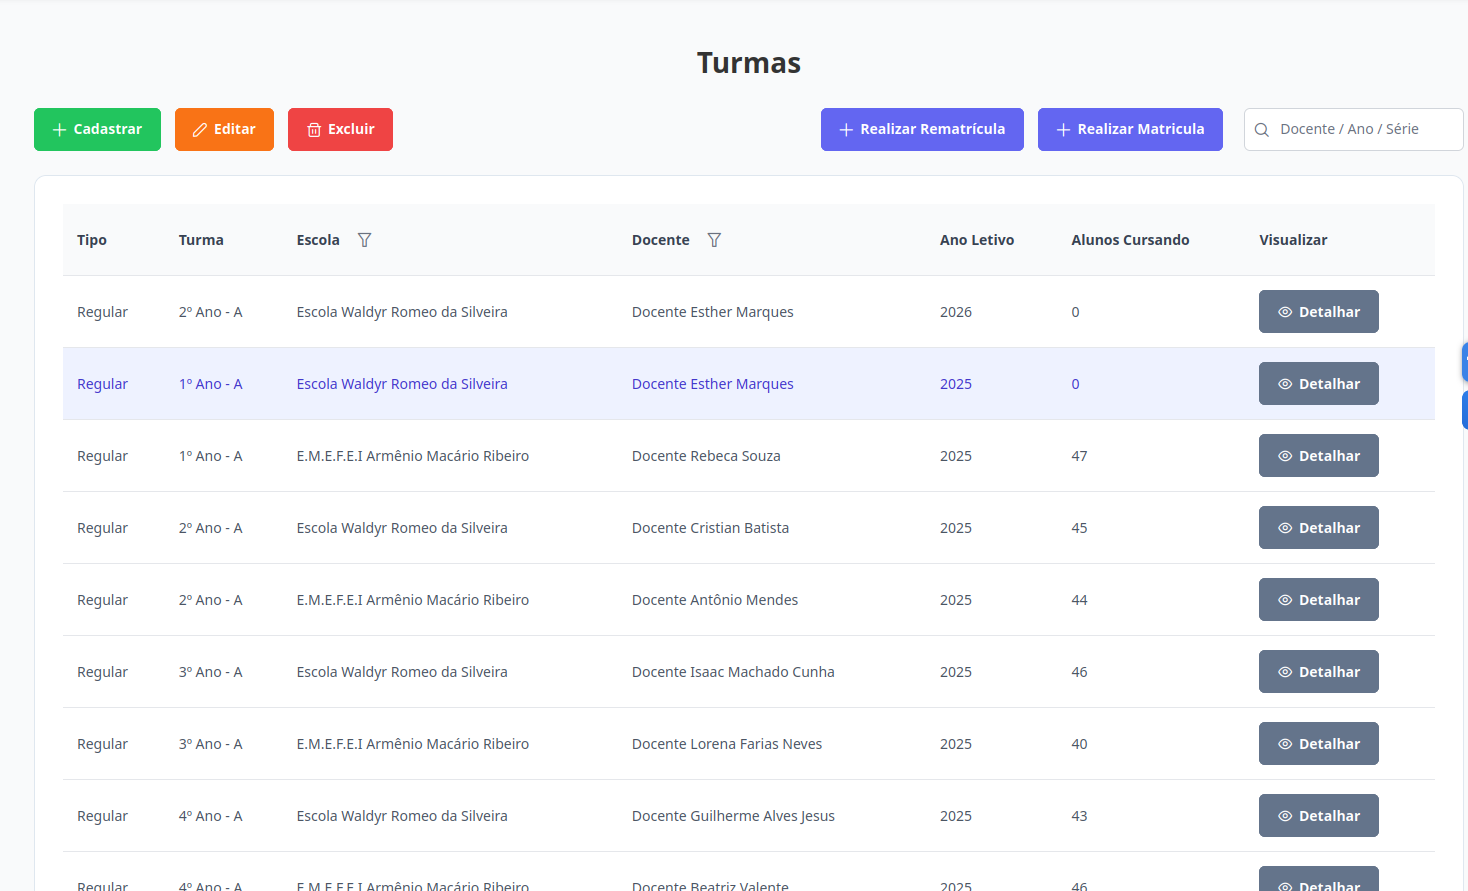 Turmas
Cadastrar Editar Excluir Realizar Rematrícula Realizar Matricula Docente / Ano / Série
Tipo Turma Escola Docente Ano Letivo Alunos Cursando Visualizar
Regular 2º Ano - A Escola Waldyr Romeo da Silveira Docente Esther Marques 2026 0 Detalhar
Regular 1º Ano - A Escola Waldyr Romeo da Silveira Docente Esther Marques 2025 0 Detalhar
Regular 1º Ano - A E.M.E.F.E.I Armênio Macário Ribeiro Docente Rebeca Souza 2025 47 Detalhar
Regular 2º Ano - A Escola Waldyr Romeo da Silveira Docente Cristian Batista 2025 45 Detalhar
Regular 2º Ano - A E.M.E.F.E.I Armênio Macário Ribeiro Docente Antônio Mendes 2025 44 Detalhar
Regular 3º Ano - A Escola Waldyr Romeo da Silveira Docente Isaac Machado Cunha 2025 46 Detalhar
Regular 3º Ano - A E.M.E.F.E.I Armênio Macário Ribeiro Docente Lorena Farias Neves 2025 40 Detalhar
Regular 4º Ano - A Escola Waldyr Romeo da Silveira Docente Guilherme Alves Jesus 2025 43 Detalhar
Regular 4º Ano - A E.M.E.F.E.I Armênio Macário Ribeiro Docente Beatriz Valente 2025 46 Detalhar